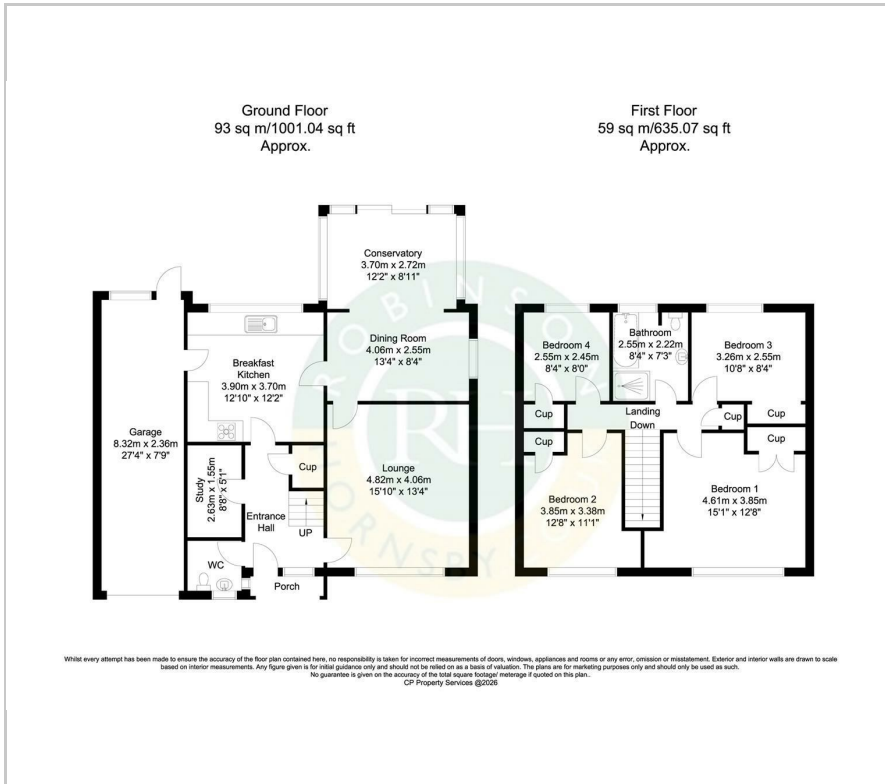 Ground Floor
93 sq m/1001.04 sq ft
Approx.
First Floor
59 sq m/635.07 sq ft
Approx.
Conservatory
3.70m x 2.72m
12'2" x 8'11"
Dining Room
4.06m x 2.55m
13'4" x 8'4"
Breakfast
Kitchen
3.90m x 3.70m
12'10" x 12'2"
Garage
8.32m x 2.36m
27'4" x 7'9"
Study
2.63m x 1.55m
8'8" x 5'1"
Cup
Lounge
4.82m x 4.06m
15'10" x 13'4"
Entrance
Hall
UP
WC
Porch
Bedroom 4
2.55m x 2.45m
8'4" x 8'0"
Bathroom
2.55m x 2.22m
8'4" x 7'3"
Bedroom 3
3.26m x 2.55m
10'8" x 8'4"
Cup
Landing
Down
Cup
Cup
Cup
Cup
Bedroom 2
3.85m x 3.38m
12'8" x 11'1"
Bedroom 1
4.61m x 3.85m
15'1" x 12'8"
ROBINSON
RH
HORNSBY
Whilst every attempt has been made to ensure the accuracy of the floor plan contained here, no responsibility is taken for incorrect measurements of doors, windows, appliances and rooms or any error, omission or misstatement. Exterior and interior walls are drawn to scale
based on interior measurements. Any figure given is for initial guidance only and should not be relied on as a basis of valuation. The plans are for marketing purposes only and should only be used as such.
No guarantee is given on the accuracy of the total square footage/ meterage if quoted on this plan..
CP Property Services @2026